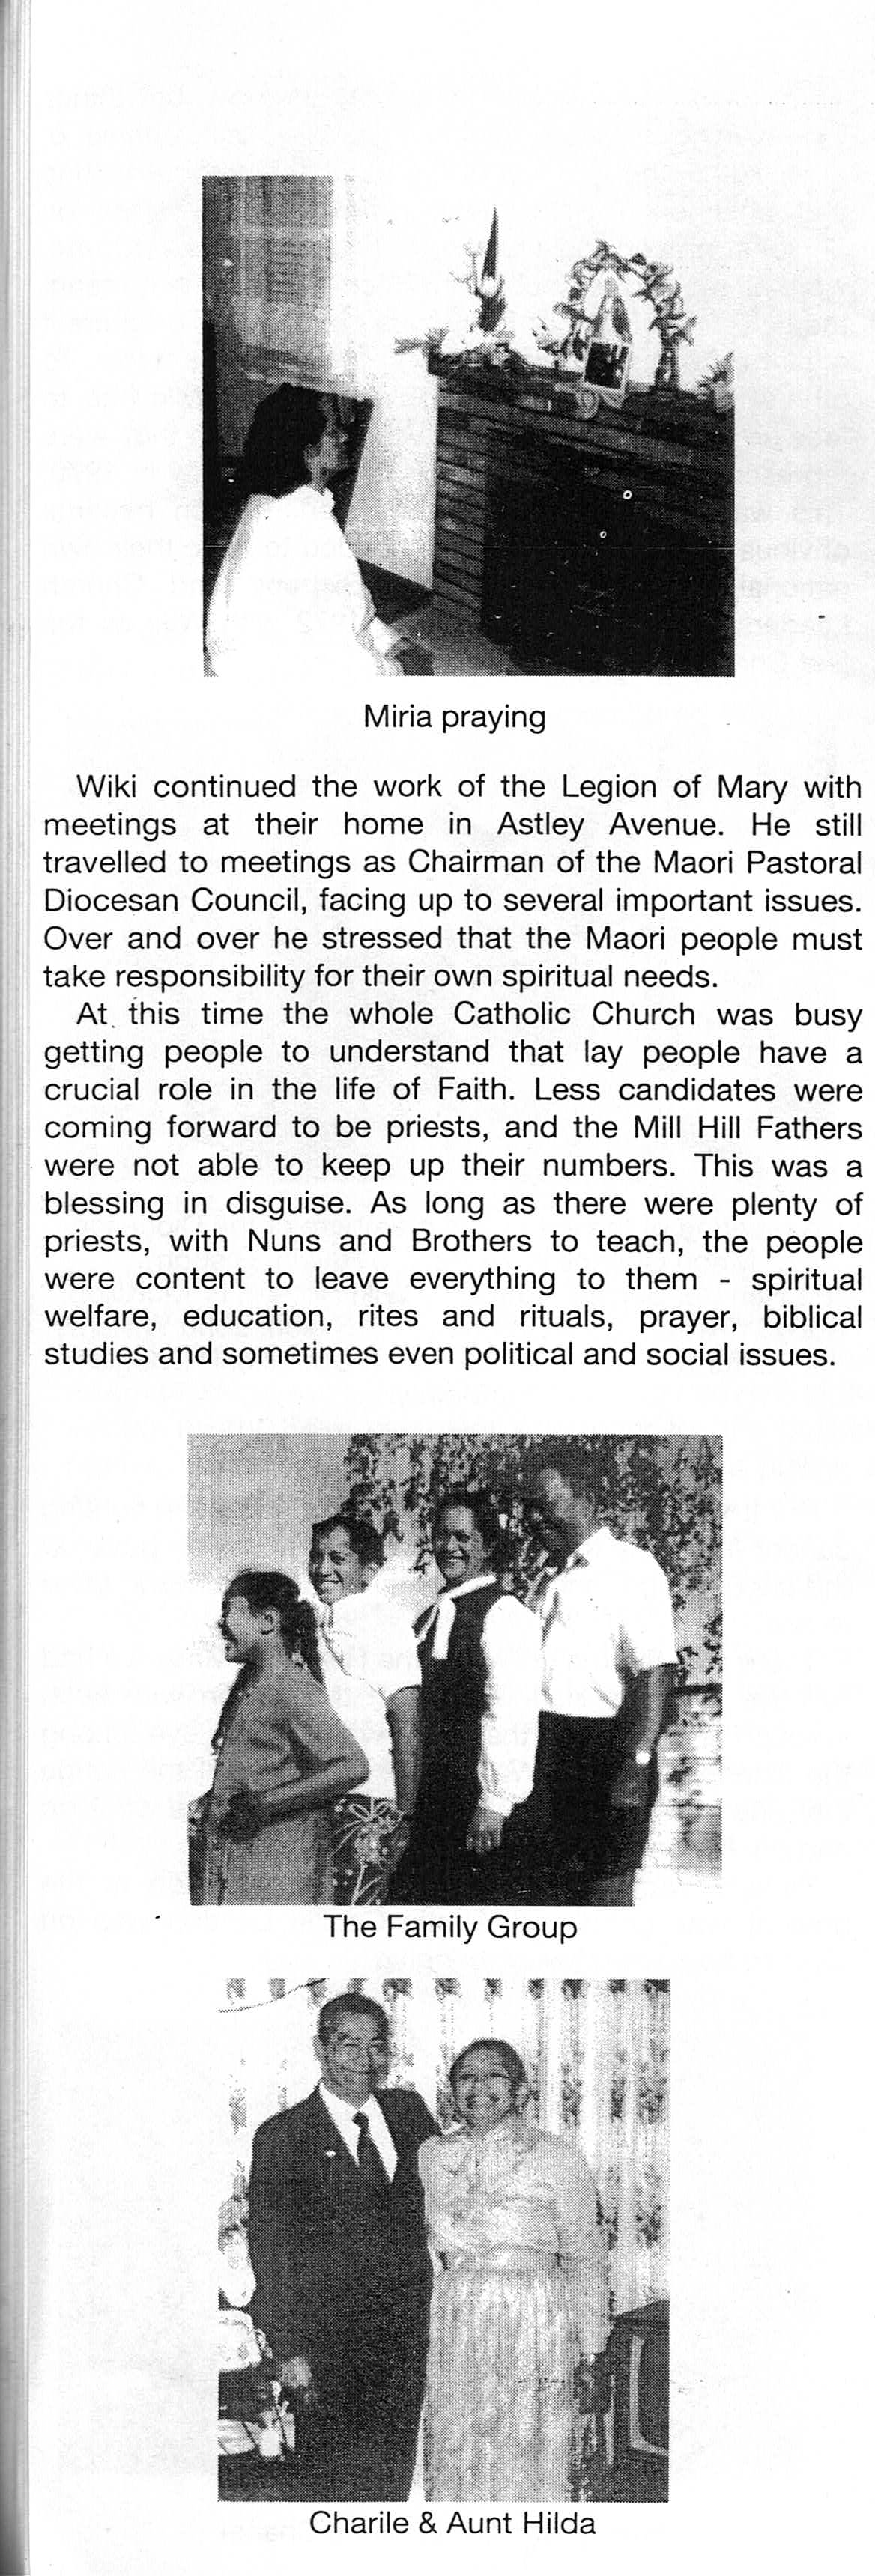 Miria praying
Wiki continued the work of the Legion of Mary with
meetings at their home in Astley Avenue. He still
travelled to meetings as Chairman of the Maori Pastoral
Diocesan Council, facing up to several important issues.
Over and over he stressed that the Maori people must
take responsibility for their own spiritual needs.
At this time the whole Catholic Church was busy
getting people to understand that lay people have a
crucial role in the life of Faith. Less candidates were
coming forward to be priests, and the Mill Hill Fathers
were not able to keep up their numbers. This was a
blessing in disguise. As long as there were plenty of
priests, with Nuns and Brothers to teach, the people
were content to leave everything to them - spiritual
welfare, education, rites and rituals, prayer, biblical
studies and sometimes even political and social issues.
The Family Group
Charile & Aunt Hilda